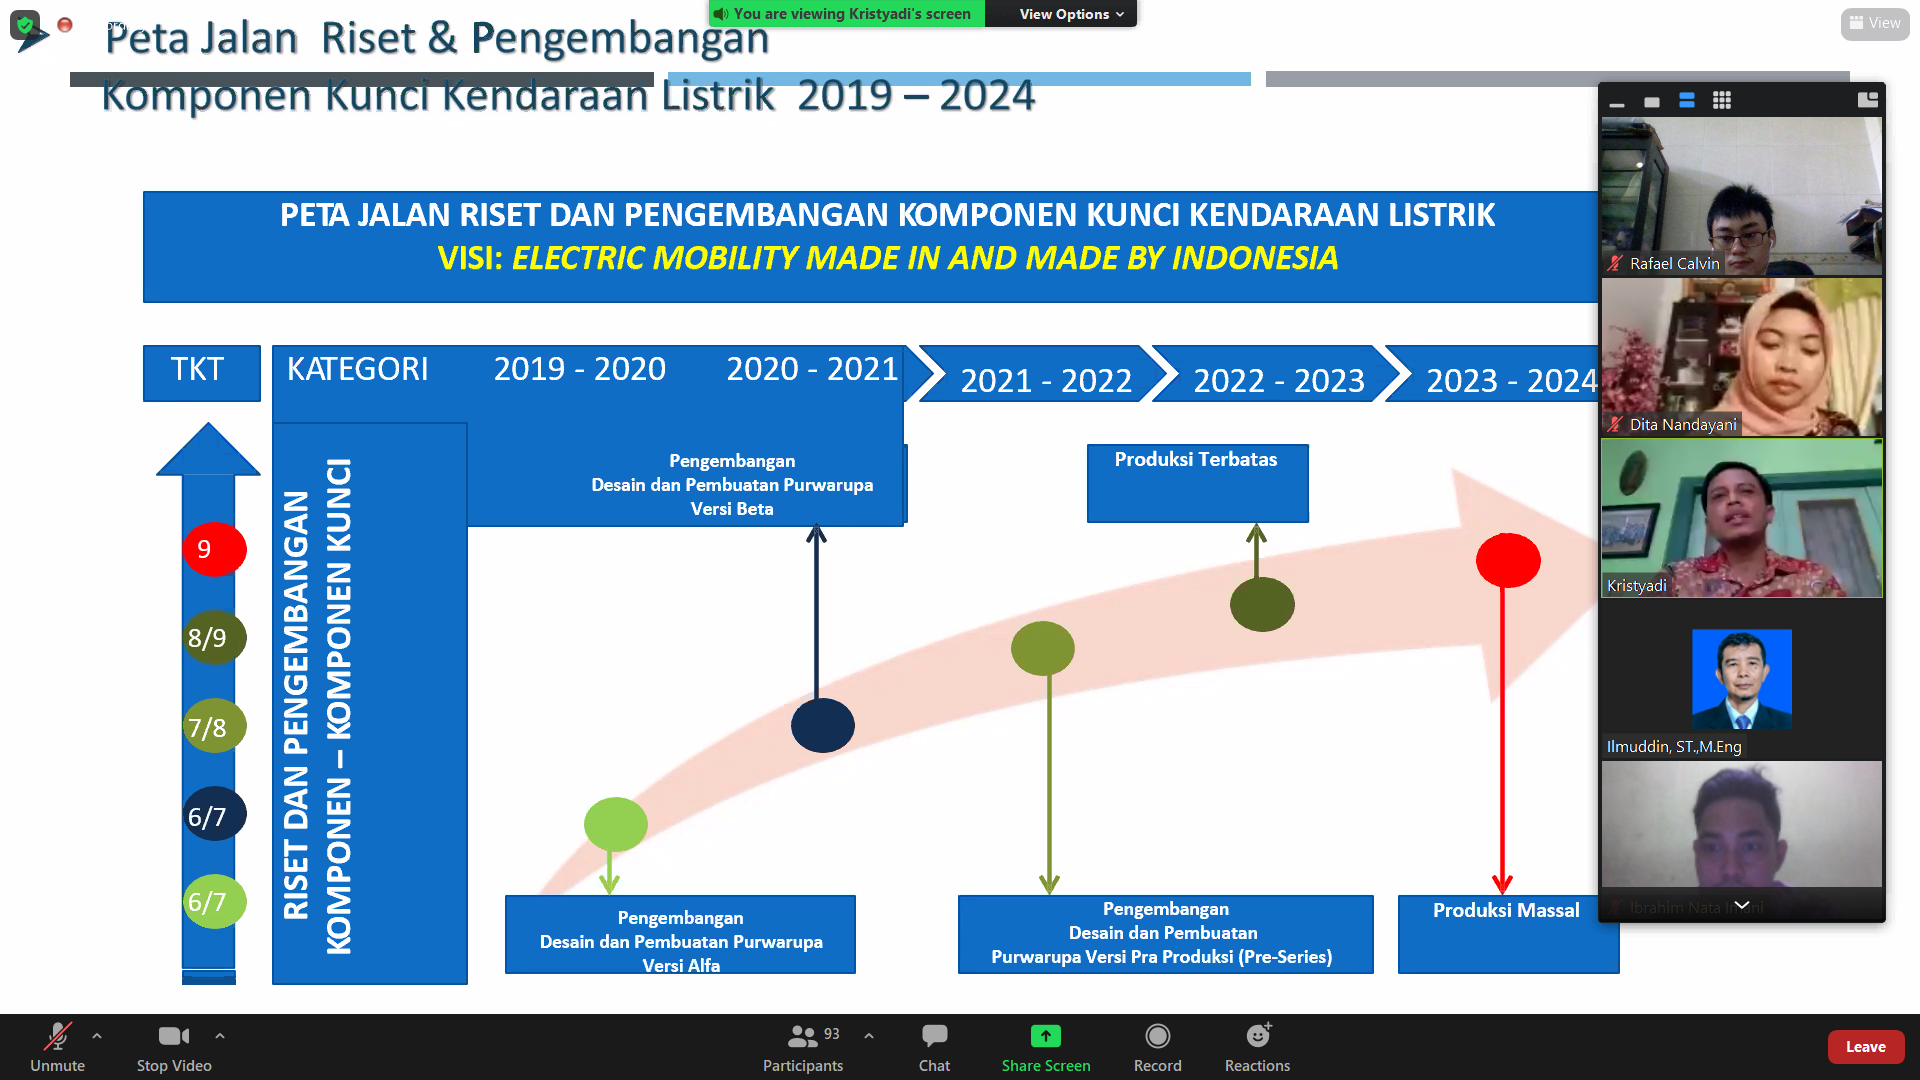 You are viewing Kristyadi's screen
View Options
View
Peta Jalan Riset & Pengembangan
Komponen Kunci Kendaraan Listrik 2019 – 2024
PETA JALAN RISET DAN PENGEMBANGAN KOMPONEN KUNCI KENDARAAN LISTRIK
VISI: ELECTRIC MOBILITY MADE IN AND MADE BY INDONESIA
TKT
KATEGORI
2019 - 2020
2020 - 2021
2021 - 2022
2022 - 2023
2023 - 2024
9
8/9
7/8
6/7
6/7
RISET DAN PENGEMBANGAN
KOMPONEN – KOMPONEN KUNCI
Pengembangan
Desain dan Pembuatan Purwarupa
Versi Beta
Produksi Terbatas
Pengembangan
Desain dan Pembuatan Purwarupa
Versi Alfa
Pengembangan
Desain dan Pembuatan
Purwarupa Versi Pra Produksi (Pre-Series)
Produksi Massal
Rafael Calvin
Dita Nandayani
Kristyadi
Ilmuddin, ST.,M.Eng
Ibrahim Nata Imani
Unmute
Stop Video
Participants
93
Chat
Share Screen
Record
Reactions
Leave